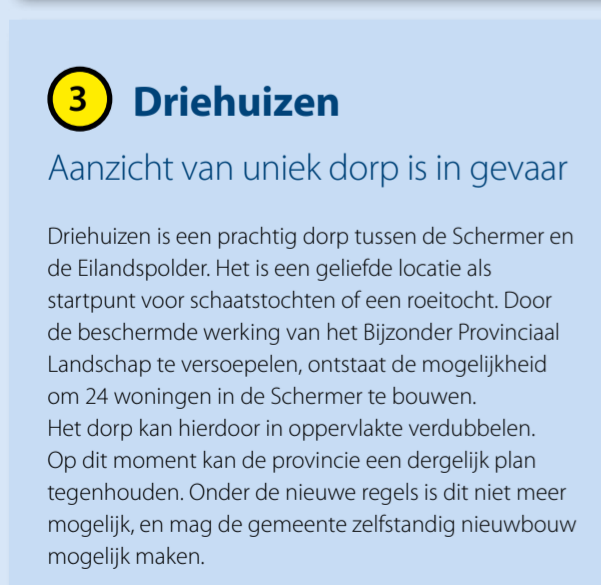 3 Driehuizen
Aanzicht van uniek dorp is in gevaar
Driehuizen is een prachtig dorp tussen de Schermer en
de Eilandspolder. Het is een geliefde locatie als
startpunt voor schaatstochten of een roeitocht. Door
de beschermde werking van het Bijzonder Provinciaal
Landschap te versoepelen, ontstaat de mogelijkheid
om 24 woningen in de Schermer te bouwen.
Het dorp kan hierdoor in oppervlakte verdubbelen.
Op dit moment kan de provincie een dergelijk plan
tegenhouden. Onder de nieuwe regels is dit niet meer
mogelijk, en mag de gemeente zelfstandig nieuwbouw
mogelijk maken.